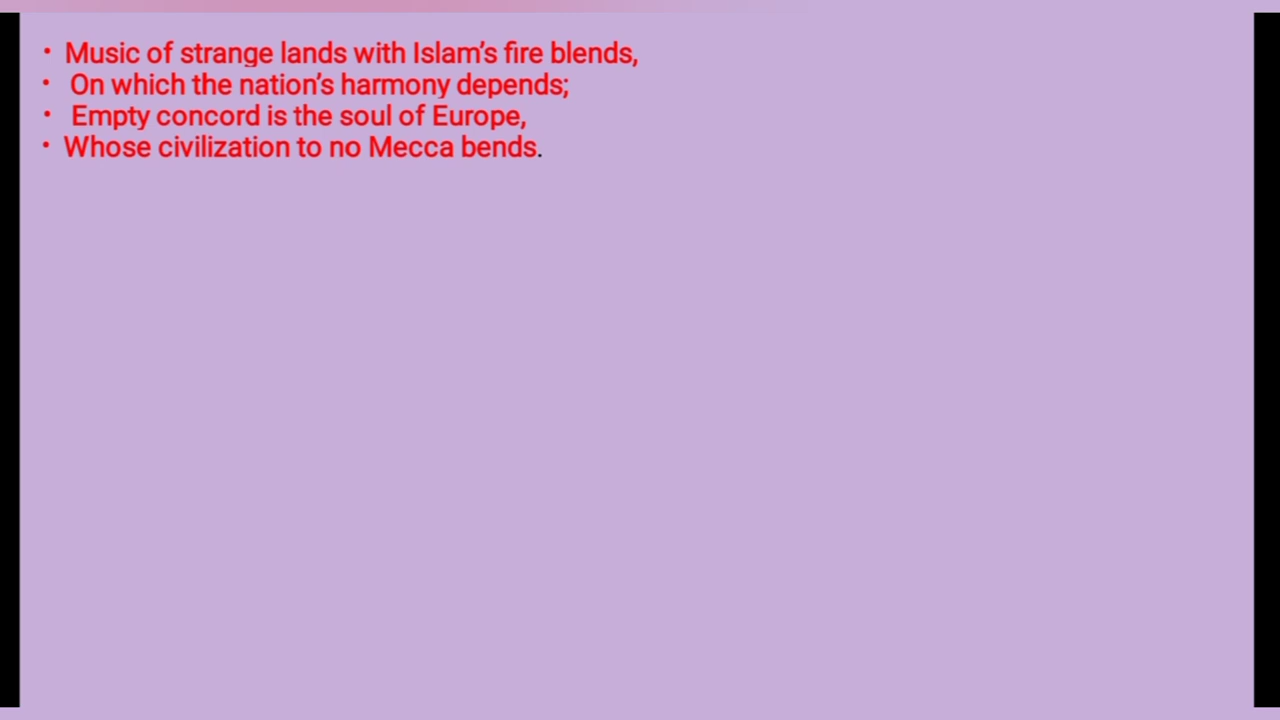 • Music of strange lands with Islam’s fire blends,
• On which the nation’s harmony depends;
• Empty concord is the soul of Europe,
• Whose civilization to no Mecca bends.